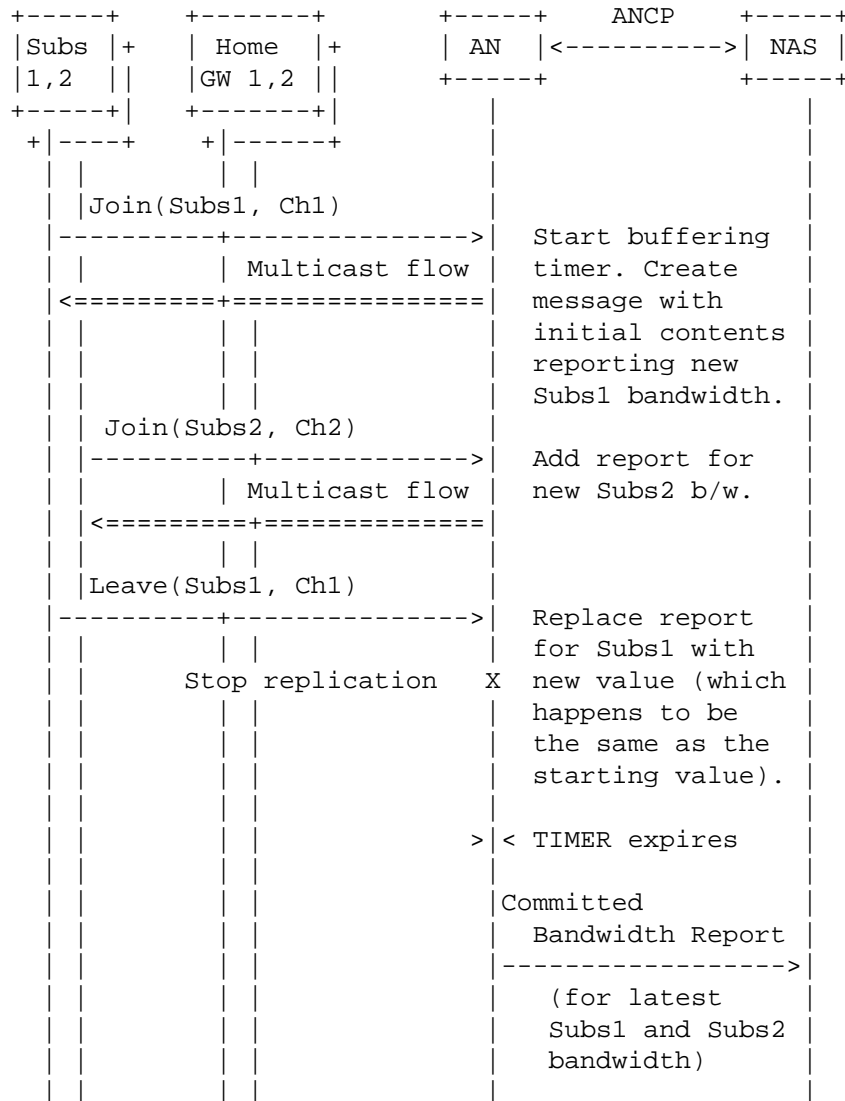 +-----+    +-------+         +-----+    ANCP    +-----+
|Subs |+   | Home  |+        | AN  |<---------->| NAS |
|1,2  ||   |GW 1,2 ||        +-----+            +-----+
+-----+|   +-------+|           |                   |
 +|----+    +|------+           |                   |
  | |        | |                |                   |
  | |Join(Subs1, Ch1)           |                   |
  |----------+--------------->| Start buffering |
  | |        | Multicast flow | timer. Create |
  |<=========+================| message with |
  | |        | |                | initial contents |
  | |        | |                | reporting new |
  | |        | |                | Subs1 bandwidth. |
  | | Join(Subs2, Ch2)          |                   |
  | |----------+------------->| Add report for |
  | |        | Multicast flow | new Subs2 b/w. |
  | |<=========+==============|                   |
  | |        | |                |                   |
  | |Leave(Subs1, Ch1)          |                   |
  |----------+--------------->| Replace report |
  | |        | |                | for Subs1 with |
  | |      Stop replication   X new value (which |
  | |        | |                | happens to be |
  | |        | |                | the same as the |
  | |        | |                | starting value). |
  | |        | |                |                   |
  | |        | |               >|< TIMER expires |
  | |        | |                |                   |
  | |        | |                |Committed |
  | |        | |                | Bandwidth Report |
  | |        | |                |------------------>|
  | |        | |                | (for latest |
  | |        | |                | Subs1 and Subs2 |
  | |        | |                | bandwidth) |
  | |        | |                |                   |